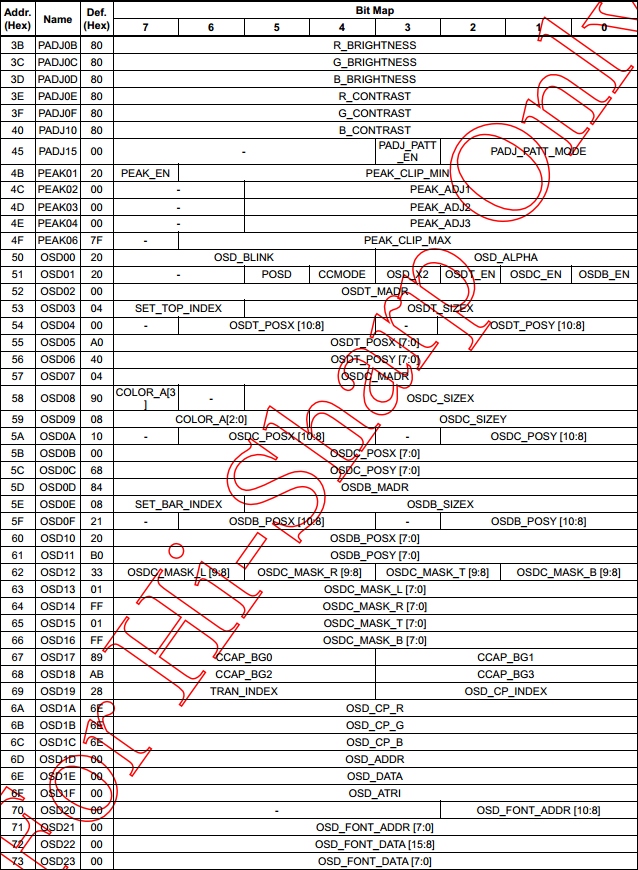 Addr. (Hex) Name Def. (Hex) Bit Map
7 6 5 4 3 2 1 0
3B PADJ0B 80 R_BRIGHTNESS
3C PADJ0C 80 G_BRIGHTNESS
3D PADJ0D 80 B_BRIGHTNESS
3E PADJ0E 80 R_CONTRAST
3F PADJ0F 80 G_CONTRAST
40 PADJ10 80 B_CONTRAST
45 PADJ15 00 - PADJ_PATT_EN PADJ_PATT_MODE
4B PEAK01 20 PEAK_EN PEAK_CLIP_MIN
4C PEAK02 00 - PEAK_ADJ1
4D PEAK03 00 - PEAK_ADJ2
4E PEAK04 00 - PEAK_ADJ3
4F PEAK06 7F - PEAK_CLIP_MAX
50 OSD00 20 OSD_BLINK OSD_ALPHA
51 OSD01 20 - POSD CCMODE OSD_X2 OSDT_EN OSDC_EN OSDB_EN
52 OSD02 00 OSDT_MADR
53 OSD03 04 SET_TOP_INDEX OSDT_SIZEX
54 OSD04 00 - OSDT_POSX [10:8] - OSDT_POSY [10:8]
55 OSD05 A0 OSDT_POSX [7:0]
56 OSD06 40 OSDT_POSY [7:0]
57 OSD07 04 OSDC_MADR
58 OSD08 90 COLOR_A[3] - OSDC_SIZEX
59 OSD09 08 COLOR_A[2:0] OSDC_SIZEY
5A OSD0A 10 - OSDC_POSX [10:8] - OSDC_POSY [10:8]
5B OSD0B 00 OSDC_POSX [7:0]
5C OSD0C 68 OSDC_POSY [7:0]
5D OSD0D 84 OSDB_MADR
5E OSD0E 08 SET_BAR_INDEX OSDB_SIZEX
5F OSD0F 21 - OSDB_POSX [10:8] - OSDB_POSY [10:8]
60 OSD10 20 OSDB_POSX [7:0]
61 OSD11 B0 OSDB_POSY [7:0]
62 OSD12 33 OSDC_MASK_L [9:8] OSDC_MASK_R [9:8] OSDC_MASK_T [9:8] OSDC_MASK_B [9:8]
63 OSD13 01 OSDC_MASK_L [7:0]
64 OSD14 FF OSDC_MASK_R [7:0]
65 OSD15 01 OSDC_MASK_T [7:0]
66 OSD16 FF OSDC_MASK_B [7:0]
67 OSD17 89 CCAP_BG0 CCAP_BG1
68 OSD18 AB CCAP_BG2 CCAP_BG3
69 OSD19 28 TRAN_INDEX OSD_CP_INDEX
6A OSD1A 6E OSD_CP_R
6B OSD1B 6E OSD_CP_G
6C OSD1C 6E OSD_CP_B
6D OSD1D 00 OSD_ADDR
6E OSD1E 00 OSD_DATA
6F OSD1F 00 OSD_ATRI
70 OSD20 00 - OSD_FONT_ADDR [10:8]
71 OSD21 00 OSD_FONT_ADDR [7:0]
72 OSD22 00 OSD_FONT_DATA [15:8]
73 OSD23 00 OSD_FONT_DATA [7:0]
for Hi-Sharp Only